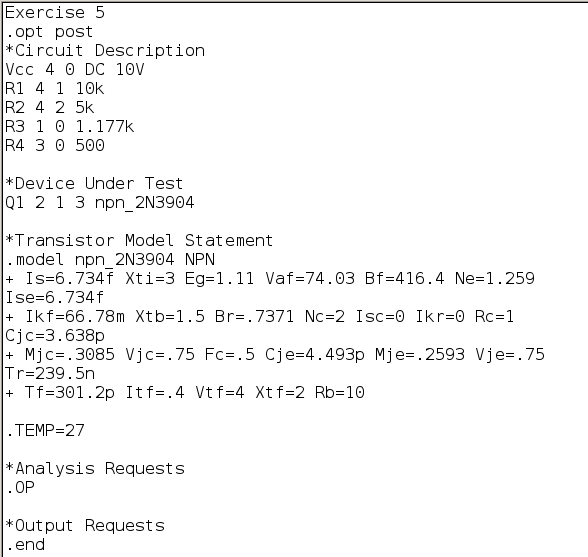 Exercise 5
.opt post
*Circuit Description
Vcc 4 0 DC 10V
R1 4 1 10k
R2 4 2 5k
R3 1 0 1.177k
R4 3 0 500
*Device Under Test
Q1 2 1 3 npn_2N3904
*Transistor Model Statement
.model npn_2N3904 NPN
+ Is=6.734f Xti=3 Eg=1.11 Vaf=74.03 Bf=416.4 Ne=1.259
Ise=6.734f
+ Ikf=66.78m Xtb=1.5 Br=.7371 Nc=2 Isc=0 Ikr=0 Rc=1
Cjc=3.638p
+ Mjc=.3085 Vjc=.75 Fc=.5 Cje=4.493p Mje=.2593 Vje=.75
Tr=239.5n
+ Tf=301.2p Itf=.4 Vtf=4 Xtf=2 Rb=10
.TEMP=27
*Analysis Requests
.OP
*Output Requests
.end